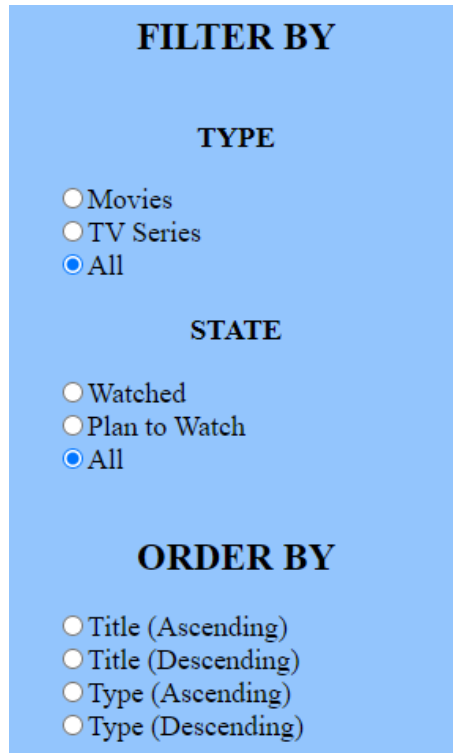 FILTER BY
TYPE
Movies
TV Series
All
STATE
Watched
Plan to Watch
All
ORDER BY
Title (Ascending)
Title (Descending)
Type (Ascending)
Type (Descending)